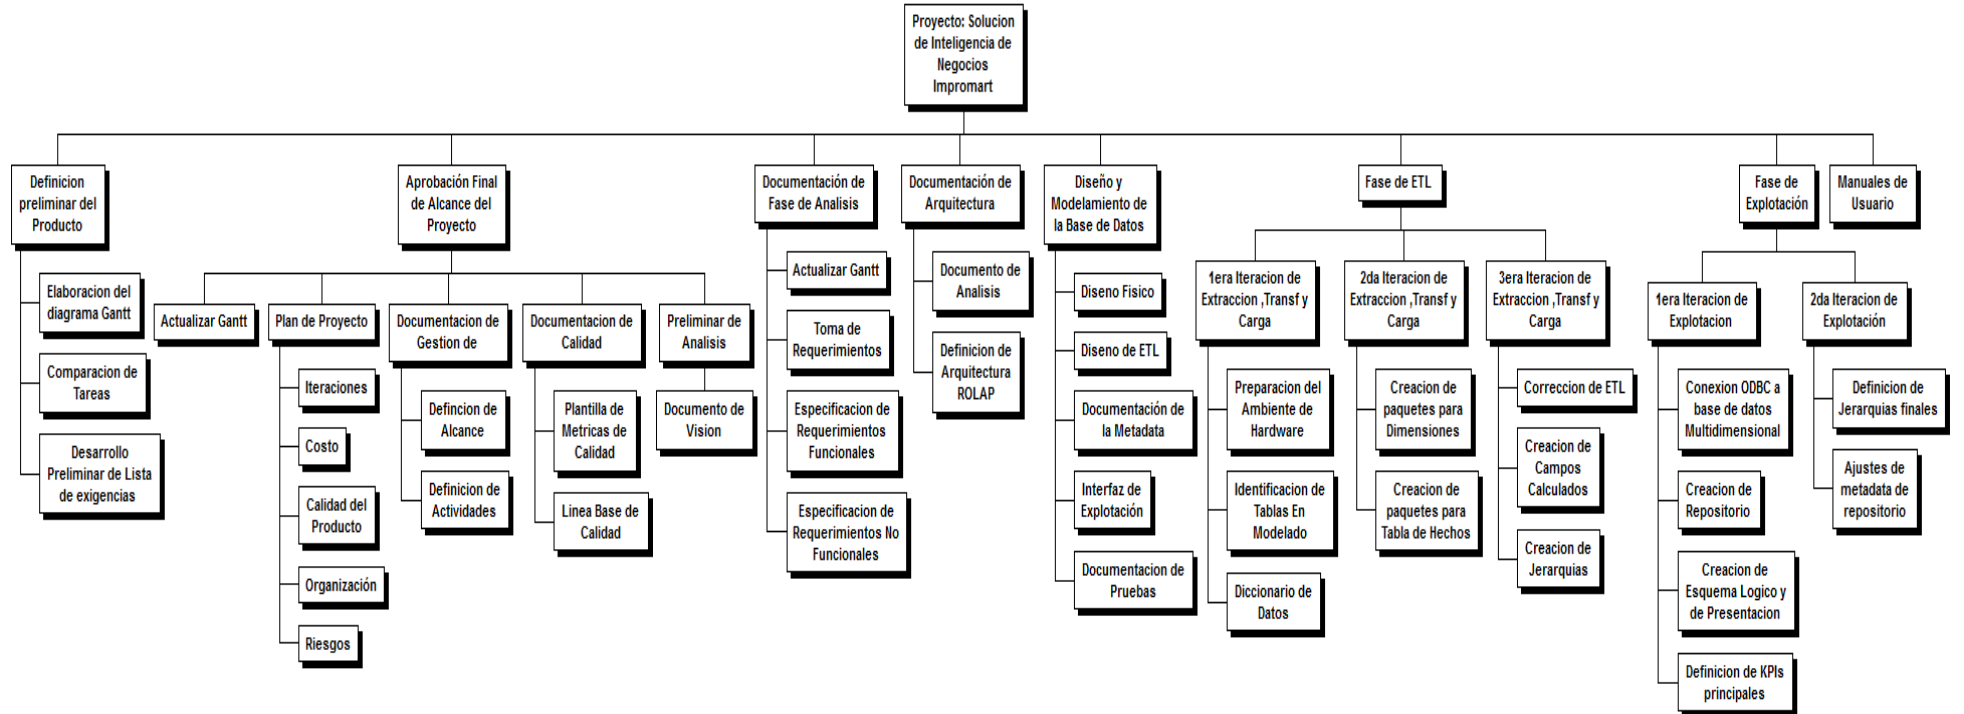 Proyecto: Solucion
de Inteligencia de
Negocios
Impromart
Definicion
preliminar del
Producto
Elaboracion del
diagrama Gantt
Comparacion de
Tareas
Desarrollo
Preliminar de Lista
de exigencias
Aprobación Final
de Alcance del
Proyecto
Actualizar Gantt
Plan de Proyecto
Iteraciones
Costo
Calidad del
Producto
Organización
Riesgos
Documentacion de
Gestion de
Defincion de
Alcance
Definicion de
Actividades
Documentacion de
Calidad
Plantilla de
Metricas de
Calidad
Linea Base de
Calidad
Preliminar de
Analisis
Documento de
Vision
Documentación de
Fase de Analisis
Actualizar Gantt
Toma de
Requerimientos
Especificacion de
Requerimientos
Funcionales
Especificacion de
Requerimientos No
Funcionales
Documentación de
Arquitectura
Documento de
Analisis
Definicion de
Arquitectura
ROLAP
Diseño y
Modelamiento de
la Base de Datos
Diseno Fisico
Diseno de ETL
Documentación de
la Metadata
Interfaz de
Explotación
Documentacion de
Pruebas
Fase de ETL
1era Iteracion de
Extraccion ,Transf y
Carga
Preparacion del
Ambiente de
Hardware
Identificacion de
Tablas En
Modelado
Diccionario de
Datos
2da Iteracion de
Extraccion ,Transf y
Carga
Creacion de
paquetes para
Dimensiones
Creacion de
paquetes para
Tabla de Hechos
3era Iteracion de
Extraccion ,Transf y
Carga
Correccion de ETL
Creacion de
Campos
Calculados
Creacion de
Jerarquias
Fase de
Explotación
1era Iteracion de
Explotacion
Conexion ODBC a
base de datos
Multidimensional
Creacion de
Repositorio
Creacion de
Esquema Logico y
de Presentacion
Definicion de KPIs
principales
2da Iteracion de
Explotación
Definicion de
Jerarquias finales
Ajustes de
metadata de
repositorio
Manuales de
Usuario